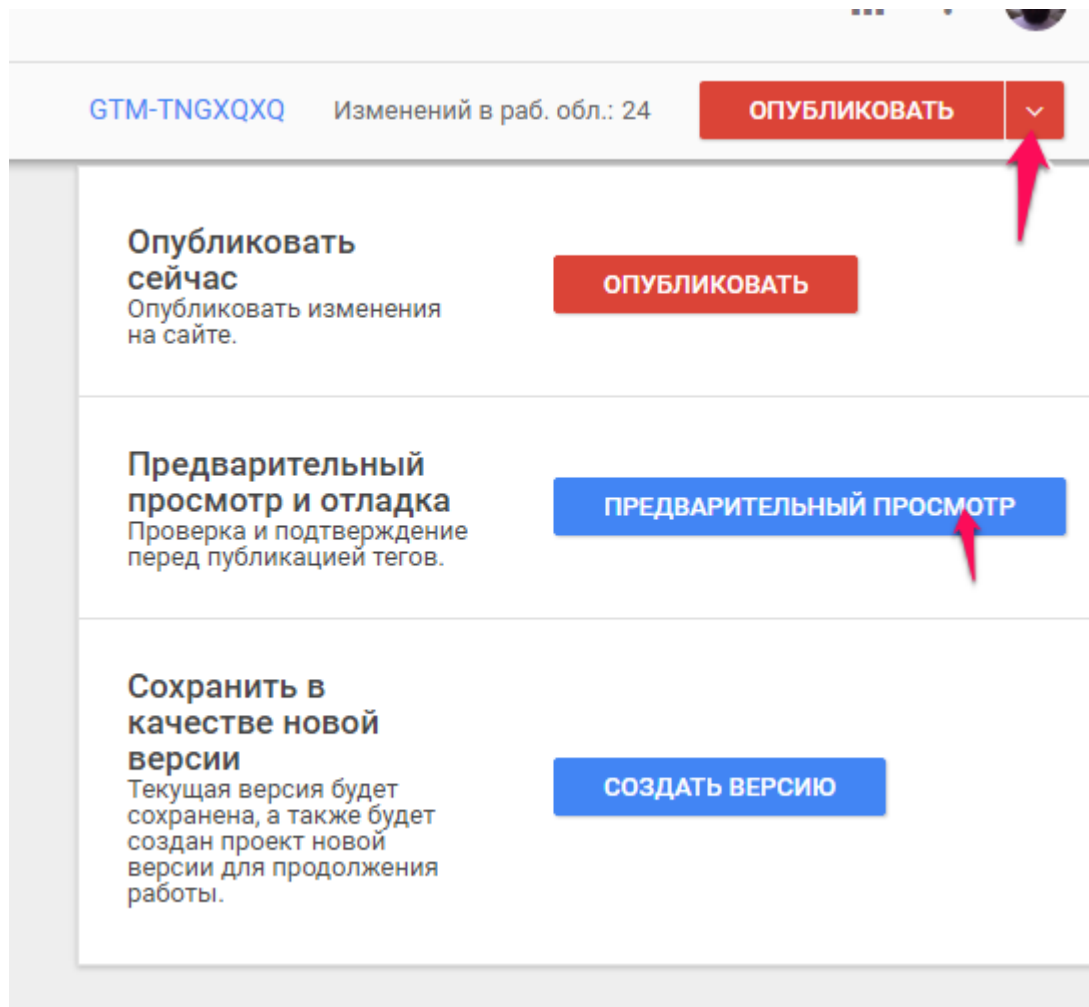 GTM-TNGXQXQ Изменений в раб. обл.: 24 ОПУБЛИКОВАТЬ
Опубликовать
сейчас
Опубликовать изменения
на сайте.
ОПУБЛИКОВАТЬ
Предварительный
просмотр и отладка
Проверка и подтверждение
перед публикацией тегов.
ПРЕДВАРИТЕЛЬНЫЙ ПРОСМОТР
Сохранить в
качестве новой
версии
Текущая версия будет
сохранена, а также будет
создан проект новой
версии для продолжения
работы.
СОЗДАТЬ ВЕРСИЮ